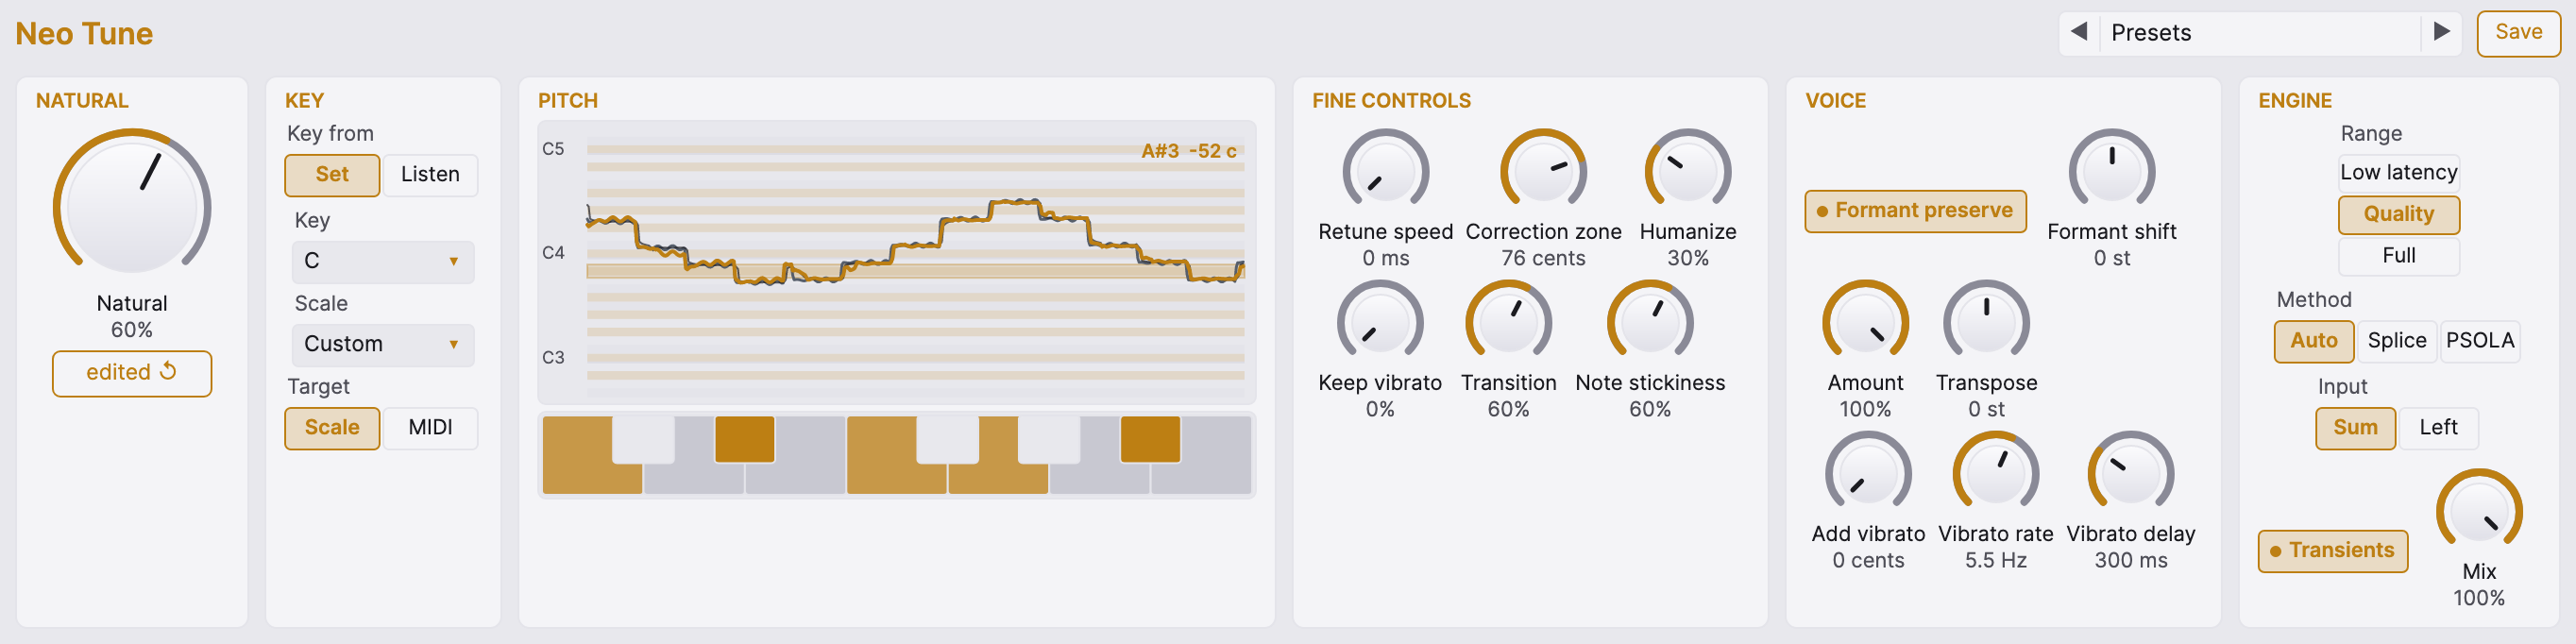 Neo Tune
Presets
Save
NATURAL
Natural
60%
edited
KEY
Key from
Set
Listen
Key
C
Scale
Custom
Target
Scale
MIDI
PITCH
C5
A#3 -52 c
C4
C3
FINE CONTROLS
Retune speed
0 ms
Correction zone
76 cents
Humanize
30%
Keep vibrato
0%
Transition
60%
Note stickiness
60%
VOICE
Formant preserve
Formant shift
0 st
Amount
100%
Transpose
0 st
Add vibrato
0 cents
Vibrato rate
5.5 Hz
Vibrato delay
300 ms
ENGINE
Range
Low latency
Quality
Full
Method
Auto
Splice
PSOLA
Input
Sum
Left
Transients
Mix
100%